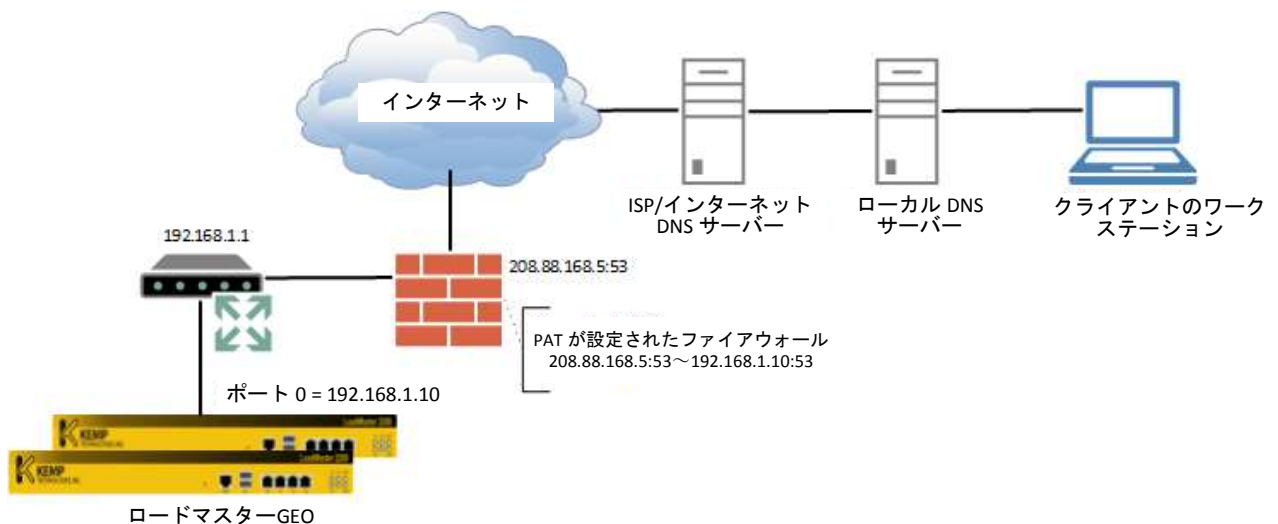 インターネット
ISP/インターネット
DNS サーバー
ローカル DNS
サーバー
クライアントのワーク
ステーション
192.168.1.1
208.88.168.5:53
PAT が設定されたファイアウォール
208.88.168.5:53～192.168.1.10:53
ポート 0 = 192.168.1.10
KEMP
KEMP
ロードマスターGEO